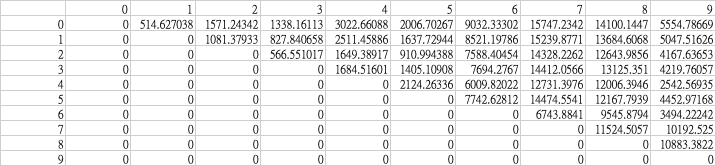 0 1 2 3 4 5 6 7 8 9
0 0 514.627038 1571.24342 1338.16113 3022.66088 2006.70267 9032.33302 15747.2342 14100.1447 5554.78669
1 0 0 1081.37933 827.840658 2511.45886 1637.72944 8521.19786 15239.8771 13684.6068 5047.51626
2 0 0 0 566.551017 1649.38917 910.994388 7588.40454 14328.2262 12643.9856 4167.63653
3 0 0 0 0 1684.51601 1405.10908 7694.2767 14412.0566 13125.351 4219.76057
4 0 0 0 0 0 2124.26336 6009.82022 12731.3976 12006.3946 2542.56935
5 0 0 0 0 0 0 7742.62812 14474.5541 12167.7939 4452.97168
6 0 0 0 0 0 0 0 6743.8841 9545.8794 3494.22242
7 0 0 0 0 0 0 0 0 11524.5057 10192.525
8 0 0 0 0 0 0 0 0 0 10883.3822
9 0 0 0 0 0 0 0 0 0 0